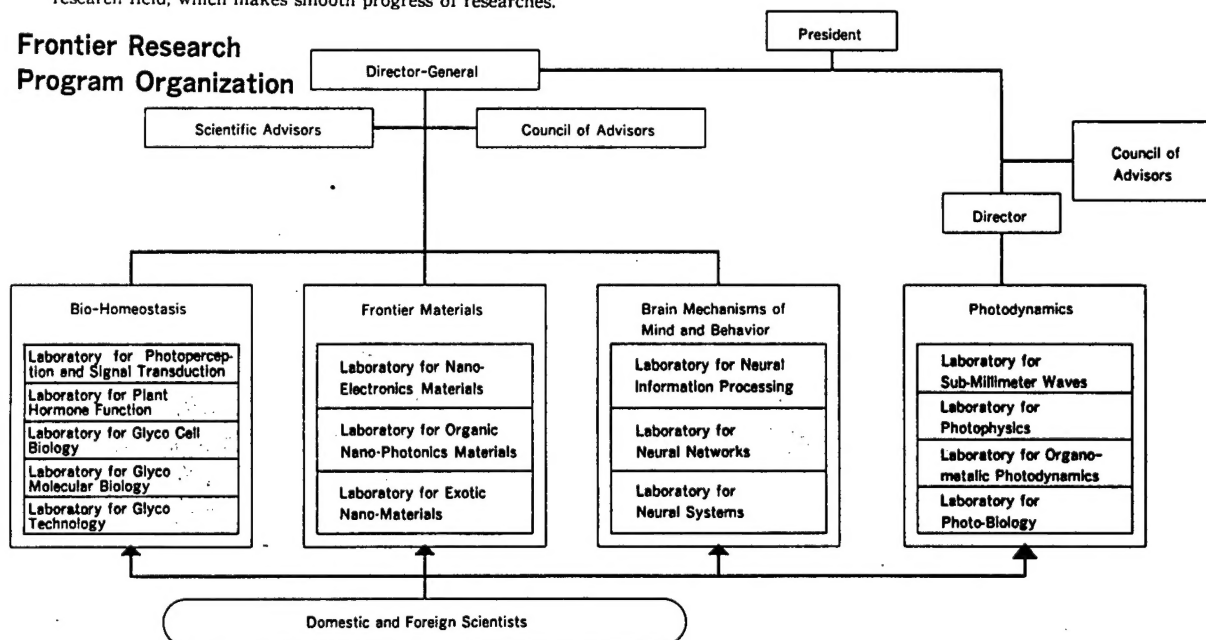 research field, which makes smooth progress of researches.
Frontier Research
Program Organization
President
Director-General
Scientific Advisors
Council of Advisors
Council of
Advisors
Director
Bio-Homeostasis
Laboratory for Photopercep-
tion and Signal Transduction
Laboratory for Plant
Hormone Function
Laboratory for Glyco Cell
Biology
Laboratory for Glyco
Molecular Biology
Laboratory for Glyco
Technology
Frontier Materials
Laboratory for Nano-
Electronics Materials
Laboratory for Organic
Nano-Photonics Materials
Laboratory for Exotic
Nano-Materials
Brain Mechanisms of
Mind and Behavior
Laboratory for Neural
Information Processing
Laboratory for
Neural Networks
Laboratory for
Neural Systems
Photodynamics
Laboratory for
Sub-Millimeter Waves
Laboratory for
Photophysics
Laboratory for Organo-
metalic Photodynamics
Laboratory for
Photo-Biology
Domestic and Foreign Scientists